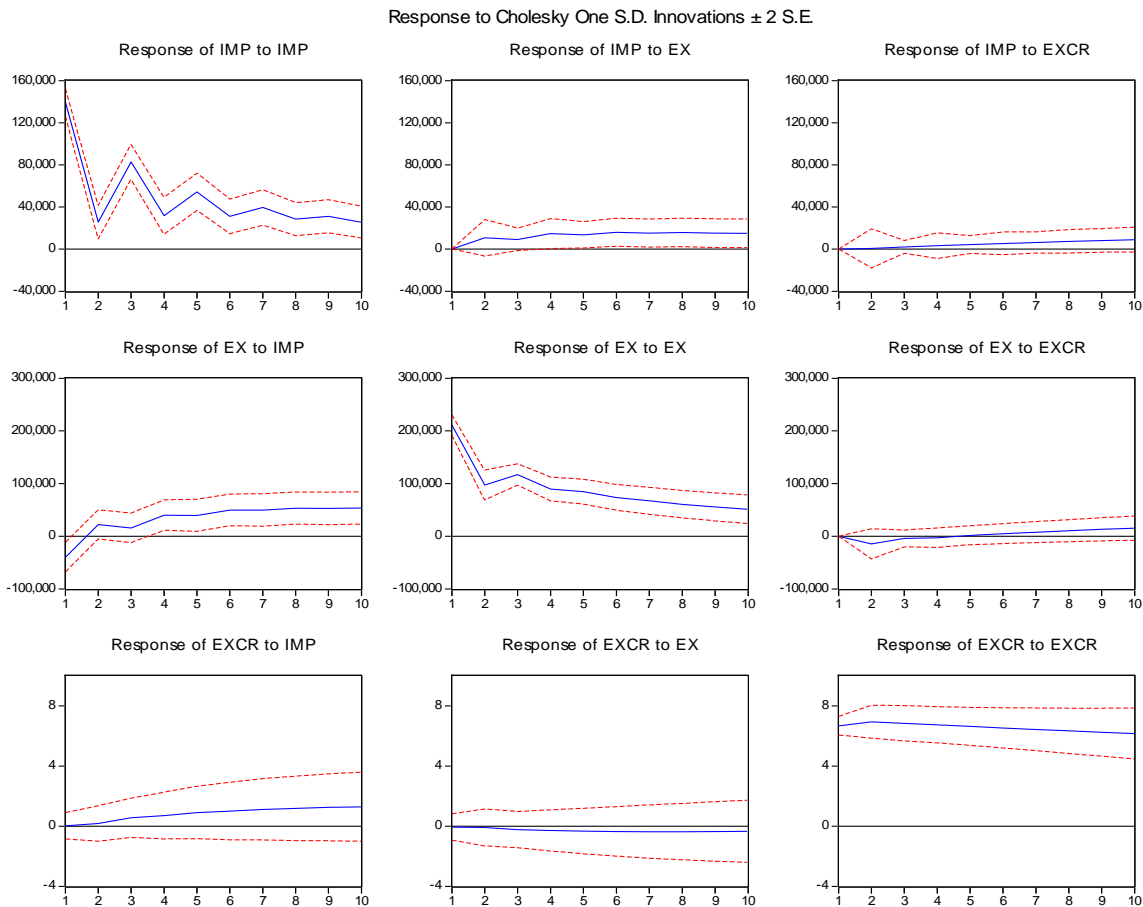 Response to Cholesky One S.D. Innovations ± 2 S.E.
Response of IMP to IMP
160,000
120,000
80,000
40,000
0
-40,000
1 2 3 4 5 6 7 8 9 10
Response of IMP to EX
160,000
120,000
80,000
40,000
0
-40,000
1 2 3 4 5 6 7 8 9 10
Response of IMP to EXCR
160,000
120,000
80,000
40,000
0
-40,000
1 2 3 4 5 6 7 8 9 10
Response of EX to IMP
300,000
200,000
100,000
0
-100,000
1 2 3 4 5 6 7 8 9 10
Response of EX to EX
300,000
200,000
100,000
0
-100,000
1 2 3 4 5 6 7 8 9 10
Response of EX to EXCR
300,000
200,000
100,000
0
-100,000
1 2 3 4 5 6 7 8 9 10
Response of EXCR to IMP
8
4
0
-4
1 2 3 4 5 6 7 8 9 10
Response of EXCR to EX
8
4
0
-4
1 2 3 4 5 6 7 8 9 10
Response of EXCR to EXCR
8
4
0
-4
1 2 3 4 5 6 7 8 9 10